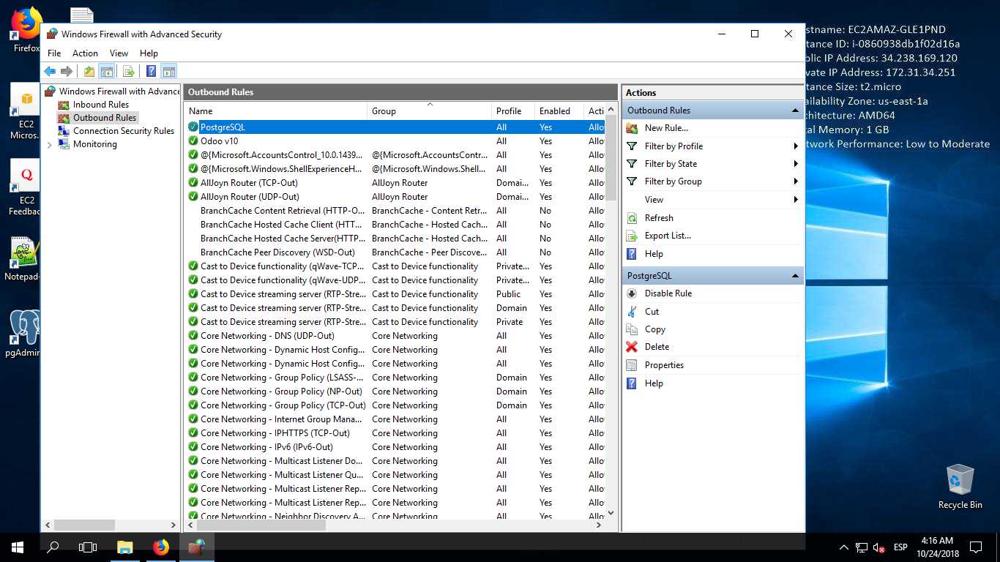 Firefox
EC2
Micros...
EC2
Feedbac
Notepad-
pgAdmin
Windows Firewall with Advanced Security
File Action View Help
Windows Firewall with Advance
Inbound Rules
Outbound Rules
Connection Security Rules
Monitoring
Outbound Rules
Name Group Profile Enabled Acti
PostgreSQL All Yes Allo
Odoo v10 All Yes Allo
@{Microsoft.AccountsControl_10.0.1439... @{Microsoft.AccountsContr... All Yes Allo
@{Microsoft.Windows.ShellExperienceH... @{Microsoft.Windows.Shell... All Yes Allo
AllJoyn Router (TCP-Out) AllJoyn Router Domai... Yes Allo
AllJoyn Router (UDP-Out) AllJoyn Router Domai... Yes Allo
BranchCache Content Retrieval (HTTP-O... BranchCache - Content Retr... All No Allo
BranchCache Hosted Cache Client (HTT... BranchCache - Hosted Cach... All No Allo
BranchCache Hosted Cache Server(HTTP... BranchCache - Hosted Cach... All No Allo
BranchCache Peer Discovery (WSD-Out) BranchCache - Peer Discove... All No Allo
Cast to Device functionality (qWave-TCP... Cast to Device functionality Private... Yes Allo
Cast to Device functionality (qWave-UDP... Cast to Device functionality Private... Yes Allo
Cast to Device streaming server (RTP-Stre... Cast to Device functionality Public Yes Allo
Cast to Device streaming server (RTP-Stre... Cast to Device functionality Domain Yes Allo
Cast to Device streaming server (RTP-Stre... Cast to Device functionality Private Yes Allo
Core Networking - DNS (UDP-Out) Core Networking All Yes Allo
Core Networking - Dynamic Host Config... Core Networking All Yes Allo
Core Networking - Dynamic Host Config... Core Networking All Yes Allo
Core Networking - Group Policy (LSASS-... Core Networking Domain Yes Allo
Core Networking - Group Policy (NP-Out) Core Networking Domain Yes Allo
Core Networking - Group Policy (TCP-Out) Core Networking Domain Yes Allo
Core Networking - Internet Group Mana... Core Networking All Yes Allo
Core Networking - IPHTTPS (TCP-Out) Core Networking All Yes Allo
Core Networking - IPv6 (IPv6-Out) Core Networking All Yes Allo
Core Networking - Multicast Listener Do... Core Networking All Yes Allo
Core Networking - Multicast Listener Qu... Core Networking All Yes Allo
Core Networking - Multicast Listener Rep... Core Networking All Yes Allo
Core Networking - Multicast Listener Rep... Core Networking All Yes Allo
Core Networking - Neighbor Discovery A... Core Networking All Yes Allo
Actions
Outbound Rules
New Rule...
Filter by Profile
Filter by State
Filter by Group
View
Refresh
Export List...
Help
PostgreSQL
Disable Rule
Cut
Copy
Delete
Properties
Help
stname: EC2AMAZ-GLE1PND
tance ID: i-0860938db1f02d16a
blic IP Address: 34.238.169.120
vate IP Address: 172.31.34.251
tance Size: t2.micro
ailability Zone: us-east-1a
chitecture: AMD64
tal Memory: 1 GB
twork Performance: Low to Moderate
Recycle Bin
ESP
4:16 AM
10/24/2018